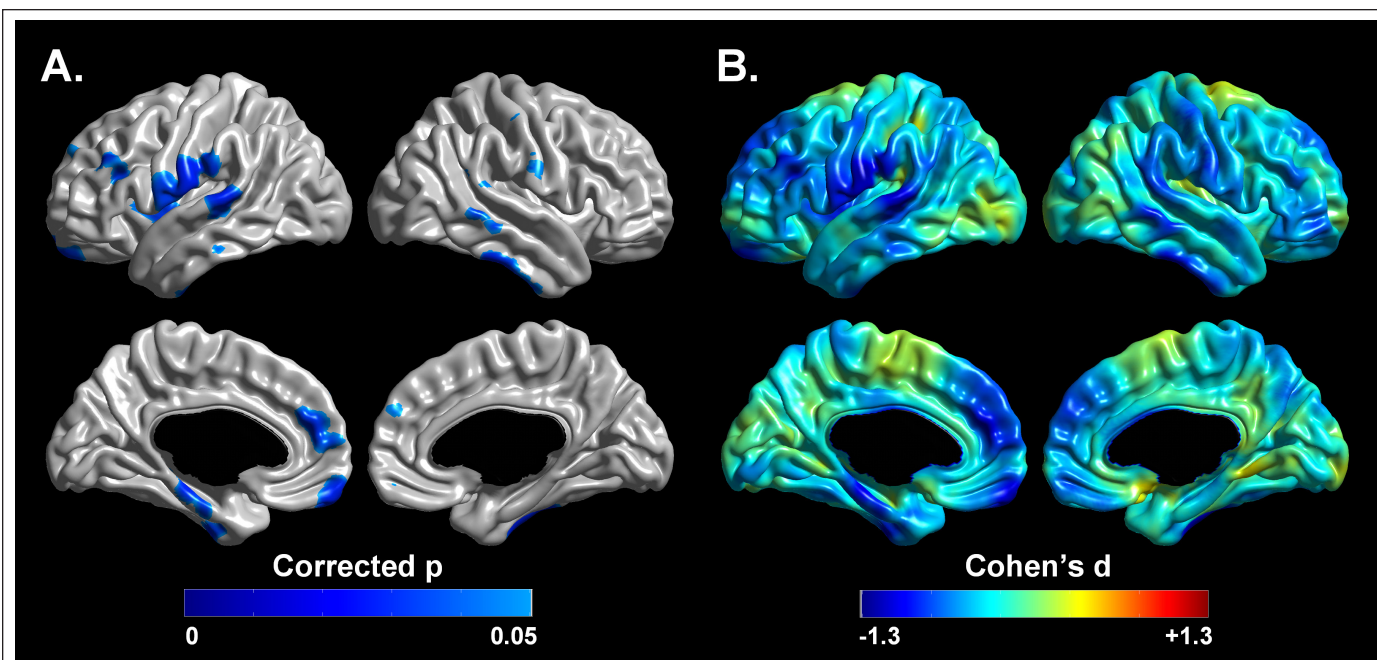 A.
B.
Corrected p
0 0.05
Cohen’s d
-1.3 +1.3